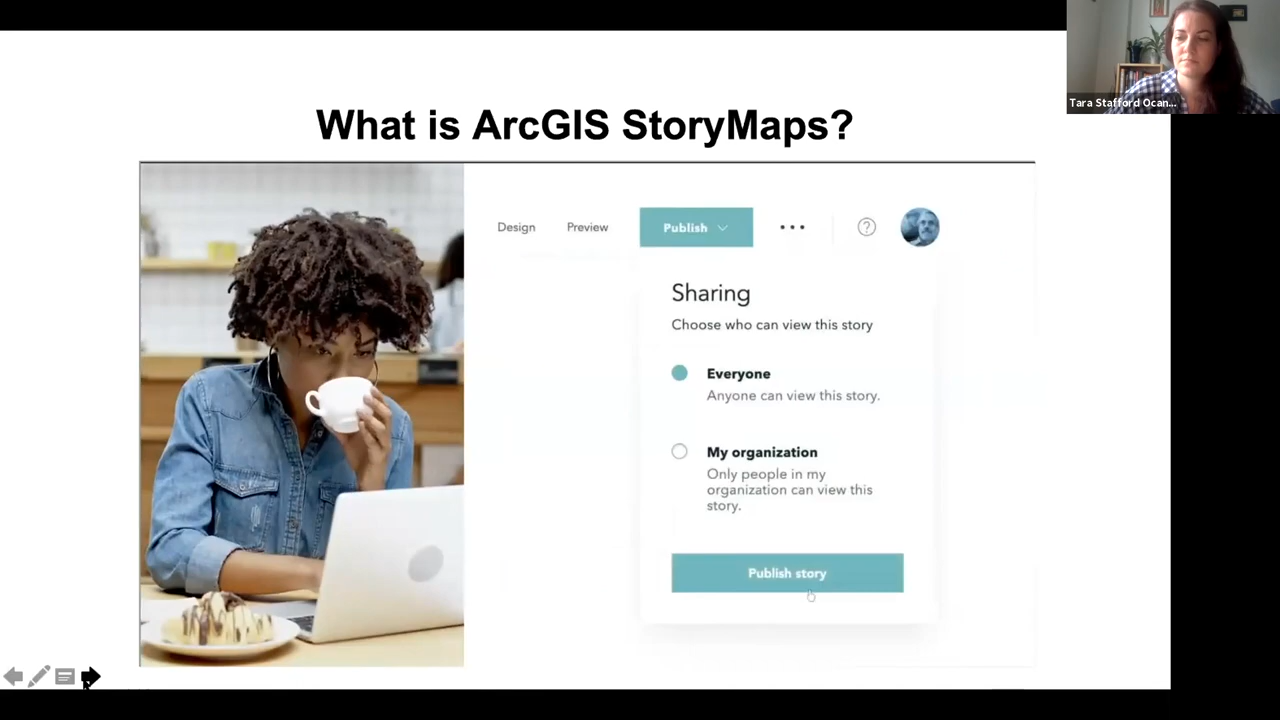 Tara Stafford Ocan...
What is ArcGIS StoryMaps?
Design
Preview
Publish
?
Sharing
Choose who can view this story
Everyone
Anyone can view this story.
My organization
Only people in my
organization can view this
story.
Publish story